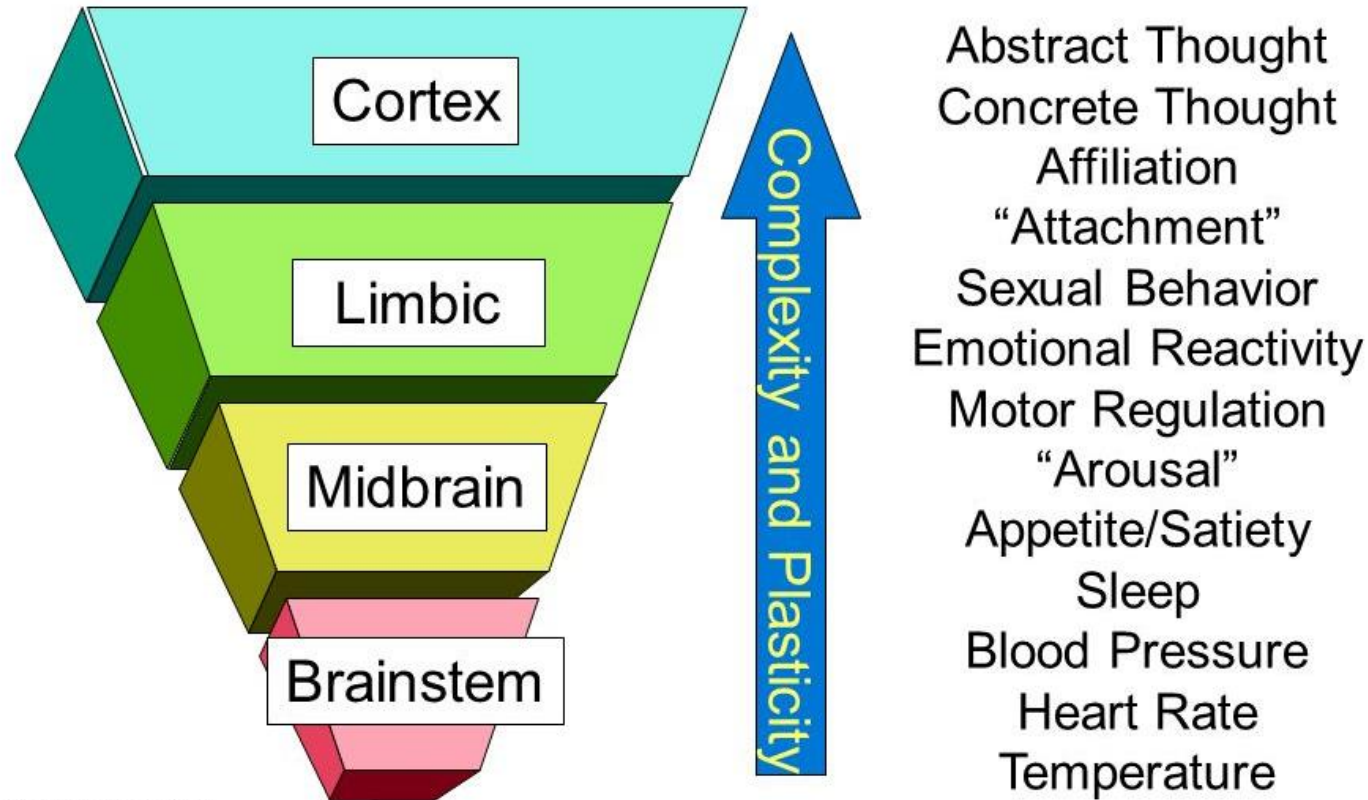 Cortex
Limbic
Midbrain
Brainstem
Complexity and Plasticity
Abstract Thought
Concrete Thought
Affiliation
“Attachment”
Sexual Behavior
Emotional Reactivity
Motor Regulation
“Arousal”
Appetite/Satiety
Sleep
Blood Pressure
Heart Rate
Temperature